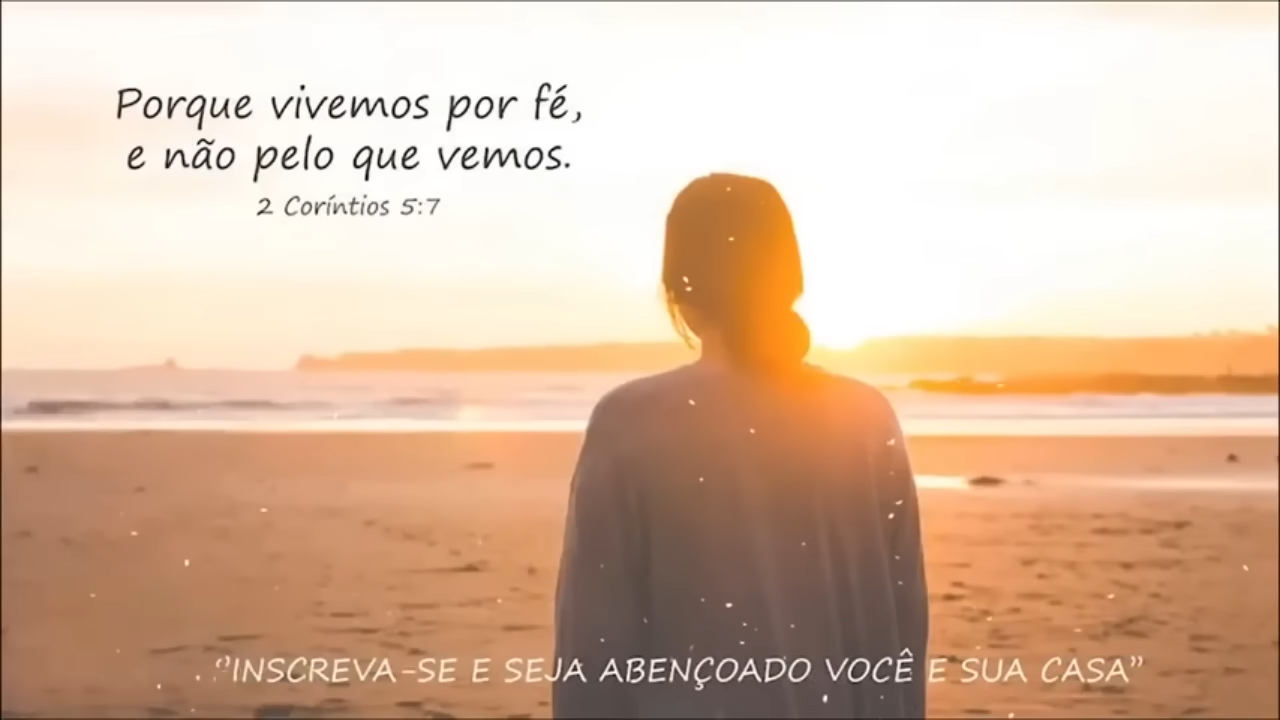 Porque vivemos por fé,
e não pelo que vemos.
2 Coríntios 5:7
“INSCREVA-SE E SEJA ABENÇOADO VOCÊ E SUA CASA”